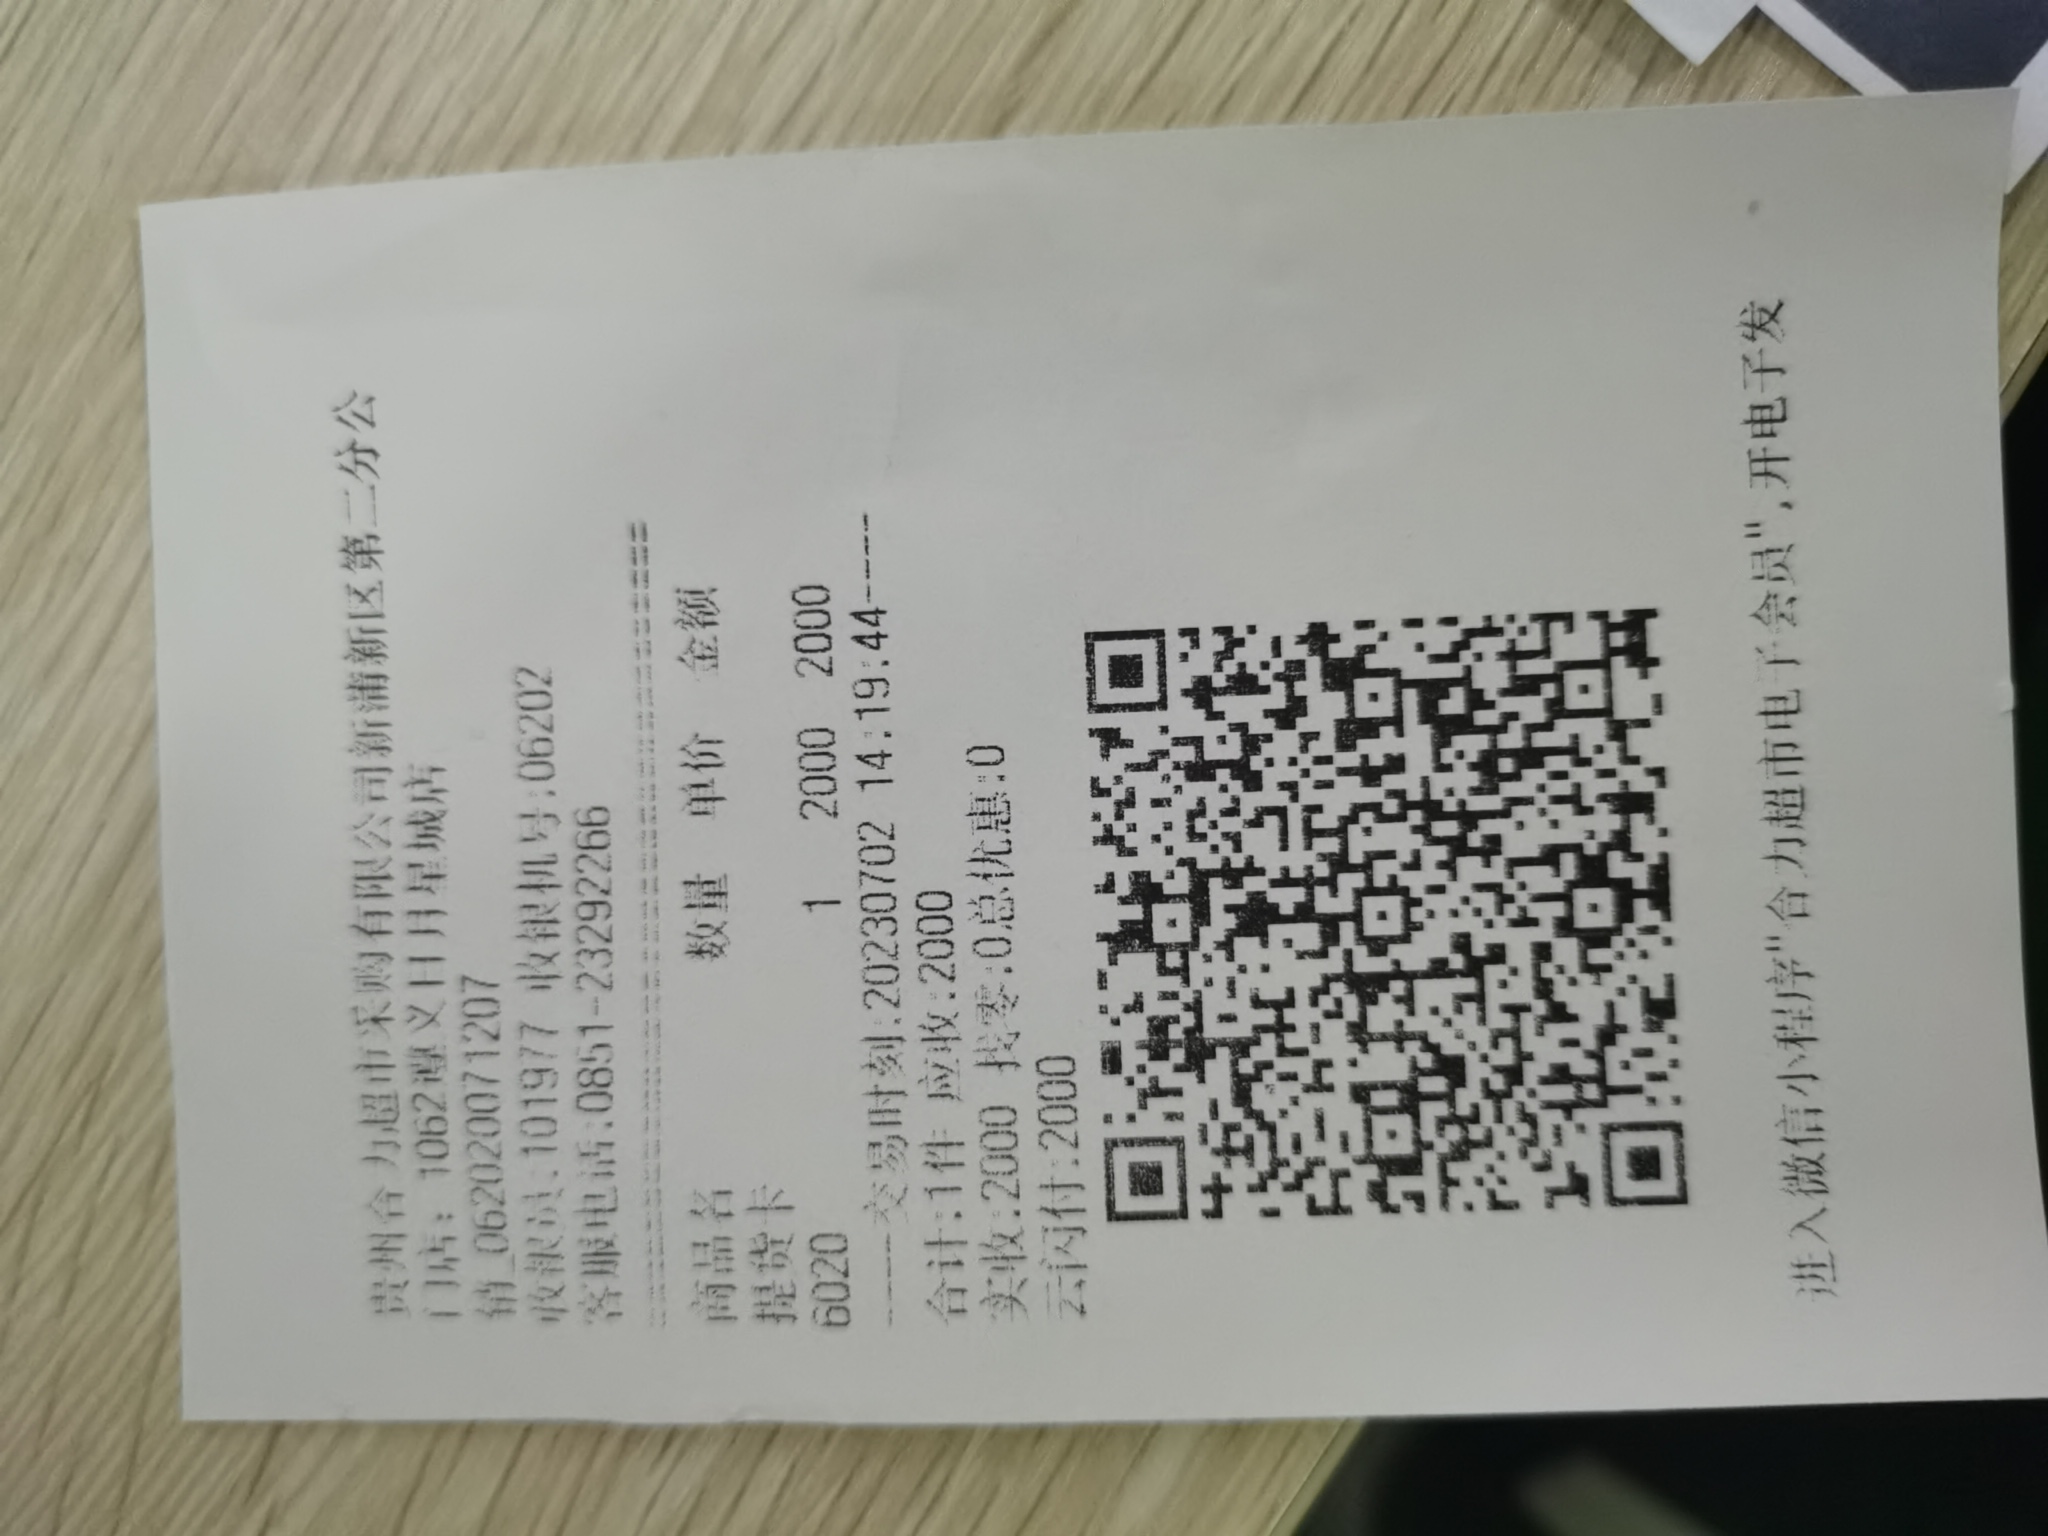 贵州合力超市采购有限公司新蒲新区第二分公
门店: 1062遵义日月星城店
销_062020071207
收银员:101977 收银机号:06202
客服电话:0851-23292266
商品名 数量 单价 金额
提货卡
6020 1 2000 2000
-----交易时刻:20230702 14:19:44-----
合计:1件 应收:2000
实收:2000 找零:0总优惠:0
云闪付:2000
进入微信小程序"合力超市电子会员",开电子发